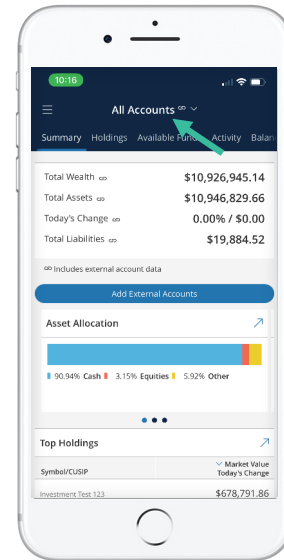 10:16
All Accounts
Summary Holdings Available Funds Activity Balan
Total Wealth $10,926,945.14
Total Assets $10,946,829.66
Today's Change 0.00% / $0.00
Total Liabilities $19,884.52
Includes external account data
Add External Accounts
Asset Allocation
90.94% Cash 3.15% Equities 5.92% Other
Top Holdings
Symbol/CUSIP Market Value
Today's Change
Investment Test 123 $678,791.86